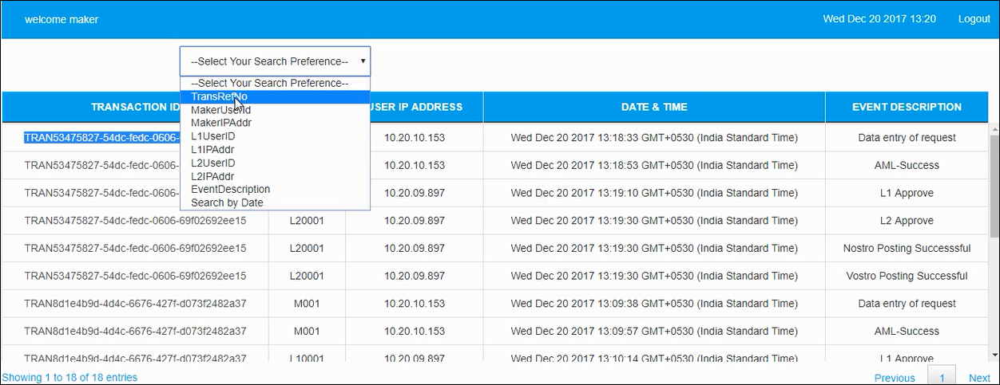 welcome maker Wed Dec 20 2017 13:20 Logout
--Select Your Search Preference--
--Select Your Search Preference--
TransRefNo
MakerUserId
MakerIPAddr
L1UserID
L1IPAddr
L2UserID
L2IPAddr
EventDescription
Search by Date
TRANSACTION ID USER IP ADDRESS DATE & TIME EVENT DESCRIPTION
TRAN53475827-54dc-fedc-0606- 10.20.10.153 Wed Dec 20 2017 13:18:33 GMT+0530 (India Standard Time) Data entry of request
TRAN53475827-54dc-fedc-0606- 10.20.10.153 Wed Dec 20 2017 13:18:53 GMT+0530 (India Standard Time) AML-Success
TRAN53475827-54dc-fedc-0606- 10.20.09.897 Wed Dec 20 2017 13:19:10 GMT+0530 (India Standard Time) L1 Approve
TRAN53475827-54dc-fedc-0606-69f02692ee15 L20001 10.20.09.897 Wed Dec 20 2017 13:19:30 GMT+0530 (India Standard Time) L2 Approve
TRAN53475827-54dc-fedc-0606-69f02692ee15 L20001 10.20.09.897 Wed Dec 20 2017 13:19:30 GMT+0530 (India Standard Time) Nostro Posting Successsful
TRAN53475827-54dc-fedc-0606-69f02692ee15 L20001 10.20.09.897 Wed Dec 20 2017 13:19:30 GMT+0530 (India Standard Time) Vostro Posting Successful
TRAN8d1e4b9d-4d4c-6676-427f-d073f2482a37 M001 10.20.10.153 Wed Dec 20 2017 13:09:38 GMT+0530 (India Standard Time) Data entry of request
TRAN8d1e4b9d-4d4c-6676-427f-d073f2482a37 M001 10.20.10.153 Wed Dec 20 2017 13:09:57 GMT+0530 (India Standard Time) AML-Success
TRAN8d1e4b9d-4d4c-6676-427f-d073f2482a37 L10001 10.20.09.897 Wed Dec 20 2017 13:10:14 GMT+0530 (India Standard Time) L1 Approve
Showing 1 to 18 of 18 entries Previous 1 Next